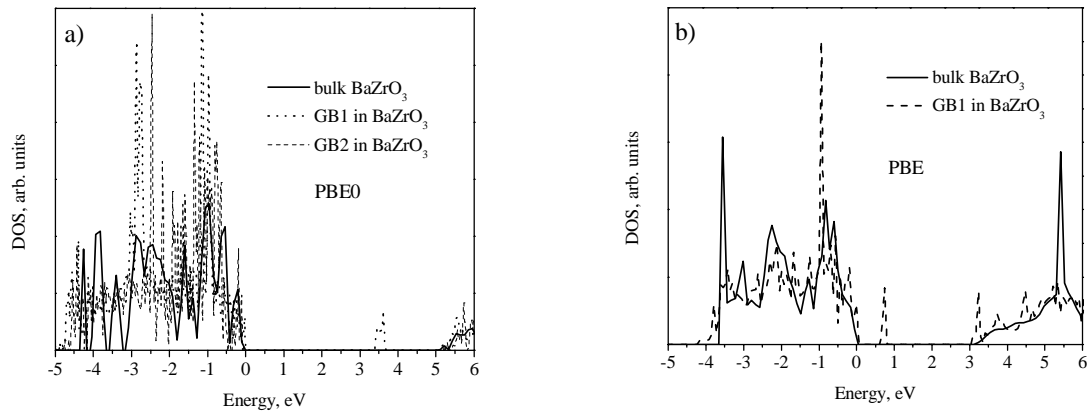 a)
bulk BaZrO₃
GB1 in BaZrO₃
GB2 in BaZrO₃
PBE0
DOS, arb. units
-5 -4 -3 -2 -1 0 1 2 3 4 5 6
Energy, eV
b)
bulk BaZrO₃
GB1 in BaZrO₃
PBE
DOS, arb. units
-5 -4 -3 -2 -1 0 1 2 3 4 5 6
Energy, eV